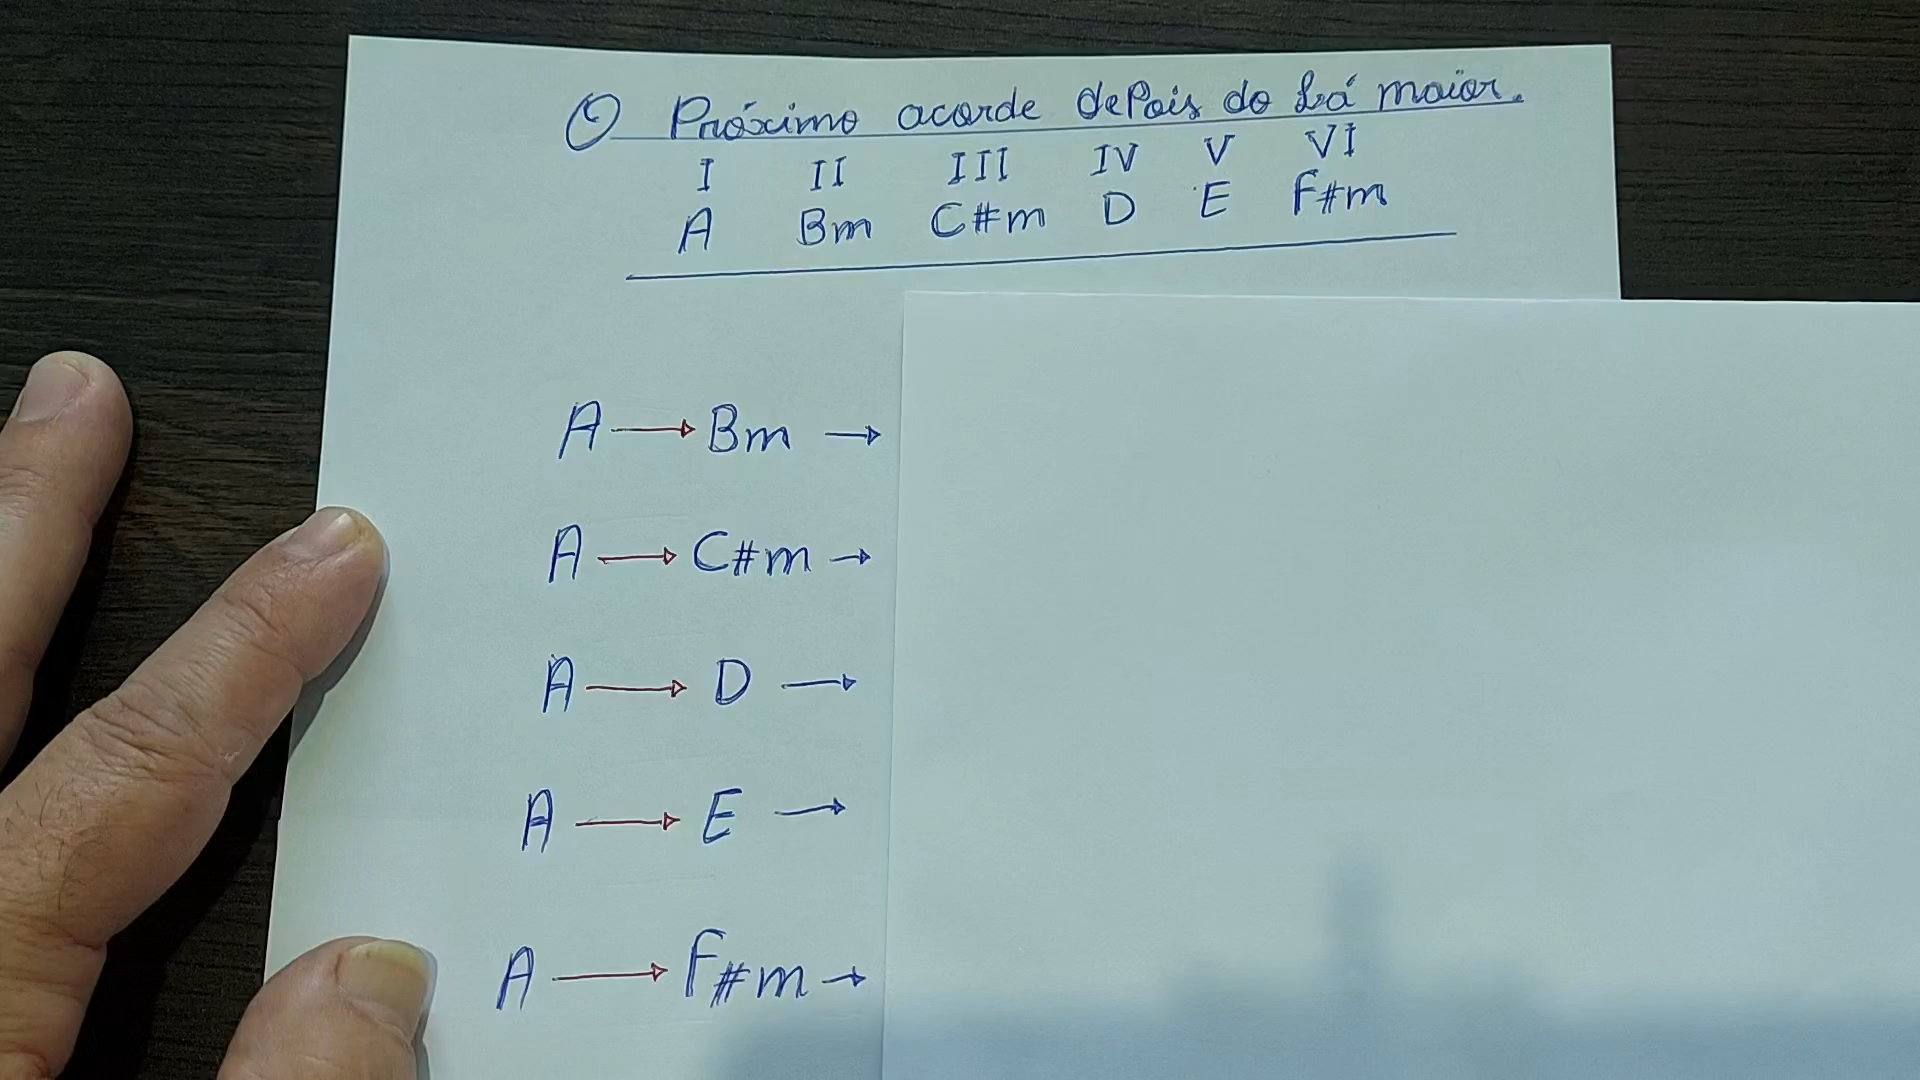 O Próximo acorde depois do Lá maior.
I II III IV V VI
A Bm C#m D E F#m
A → Bm →
A → C#m →
A → D →
A → E →
A → F#m →